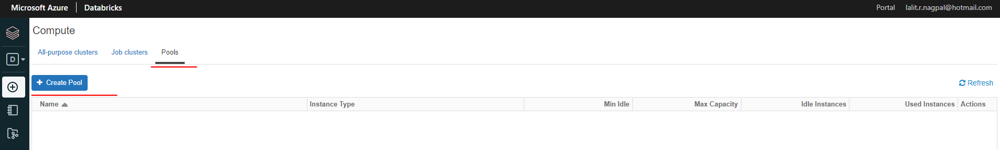 Microsoft Azure Databricks Portal lalit.r.nagpal@hotmail.com
Compute
D
All-purpose clusters Job clusters Pools
+ Create Pool Refresh
Name Instance Type Min Idle Max Capacity Idle Instances Used Instances Actions